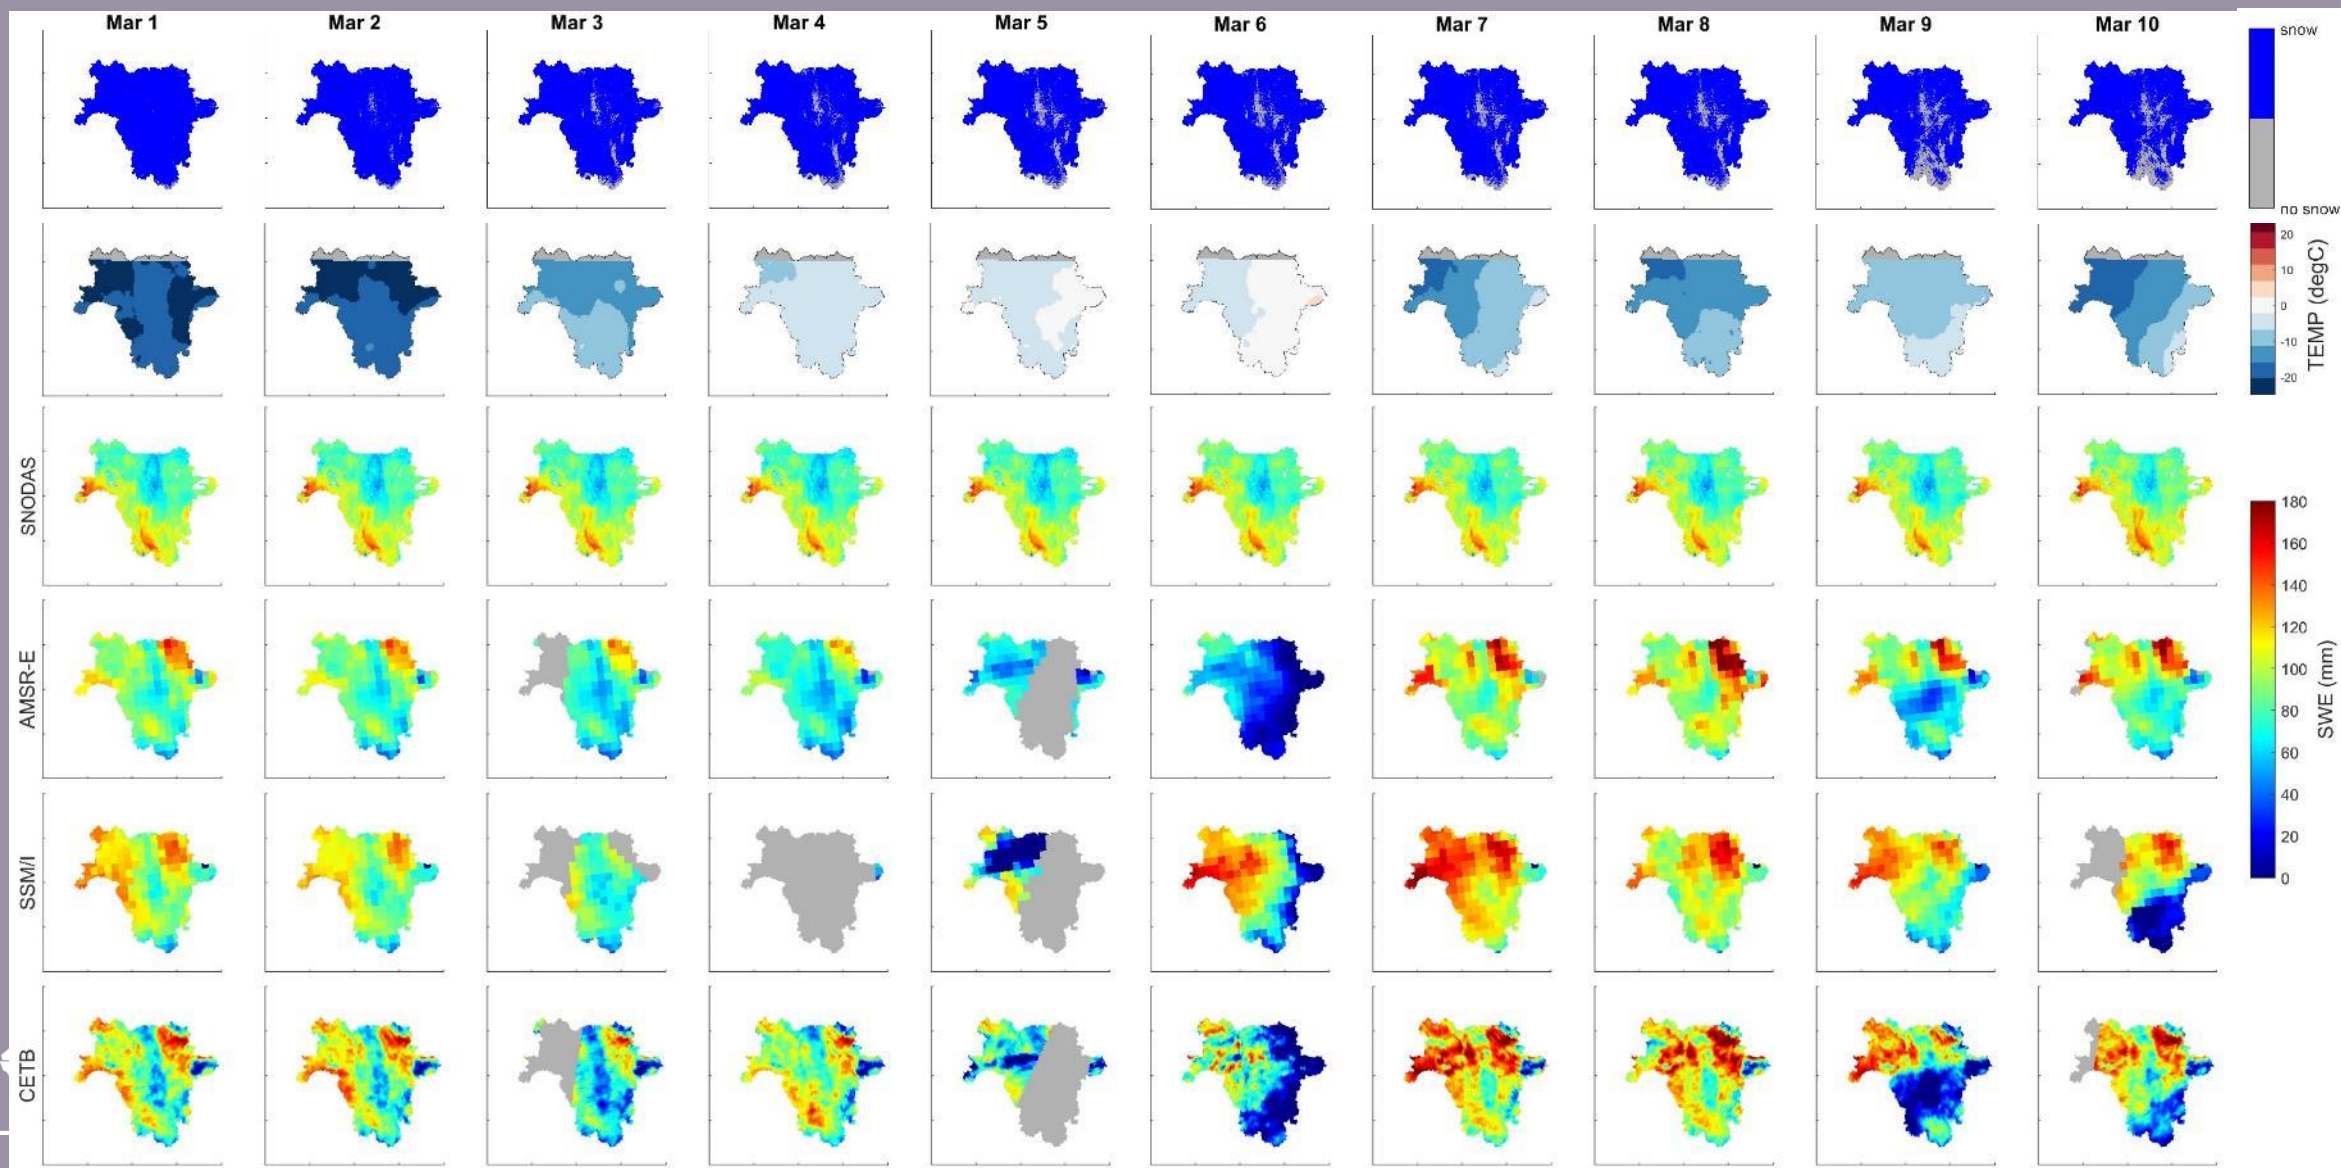 Mar 1 Mar 2 Mar 3 Mar 4 Mar 5 Mar 6 Mar 7 Mar 8 Mar 9 Mar 10
snow
no snow
20
10
0
-10
-20
TEMP (degC)
SNODAS
AMSR-E
SSM/I
CETB
180
160
140
120
100
80
60
40
20
0
SWE (mm)